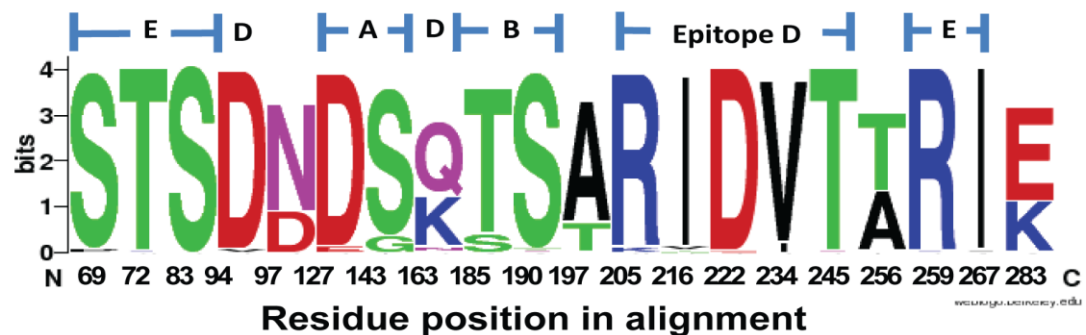 E D A D B Epitope D E
4
3
2
1
0
bits
STSDNDSQTSARIDVTTRIE
DGKSTAK
N 69 72 83 94 97 127 143 163 185 190 197 205 216 222 234 245 256 259 267 283 C
Residue position in alignment